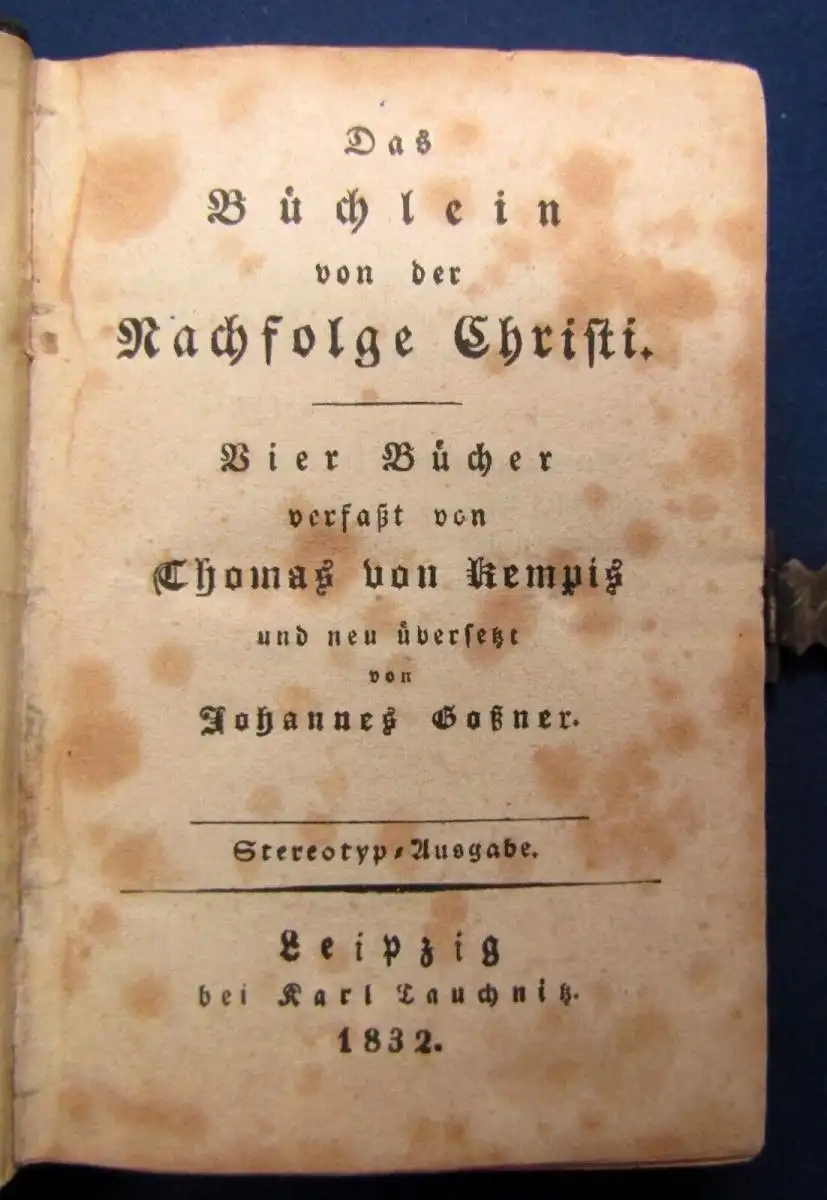 Das
Büchlein
von der
Nachfolge Christi.
Vier Bücher
verfaßt von
Thomas von Kempis
und neu übersetzt
von
Johannes Goßner.
Stereotyp-Ausgabe.
Leipzig
bei Karl Tauchnitz.
1832.